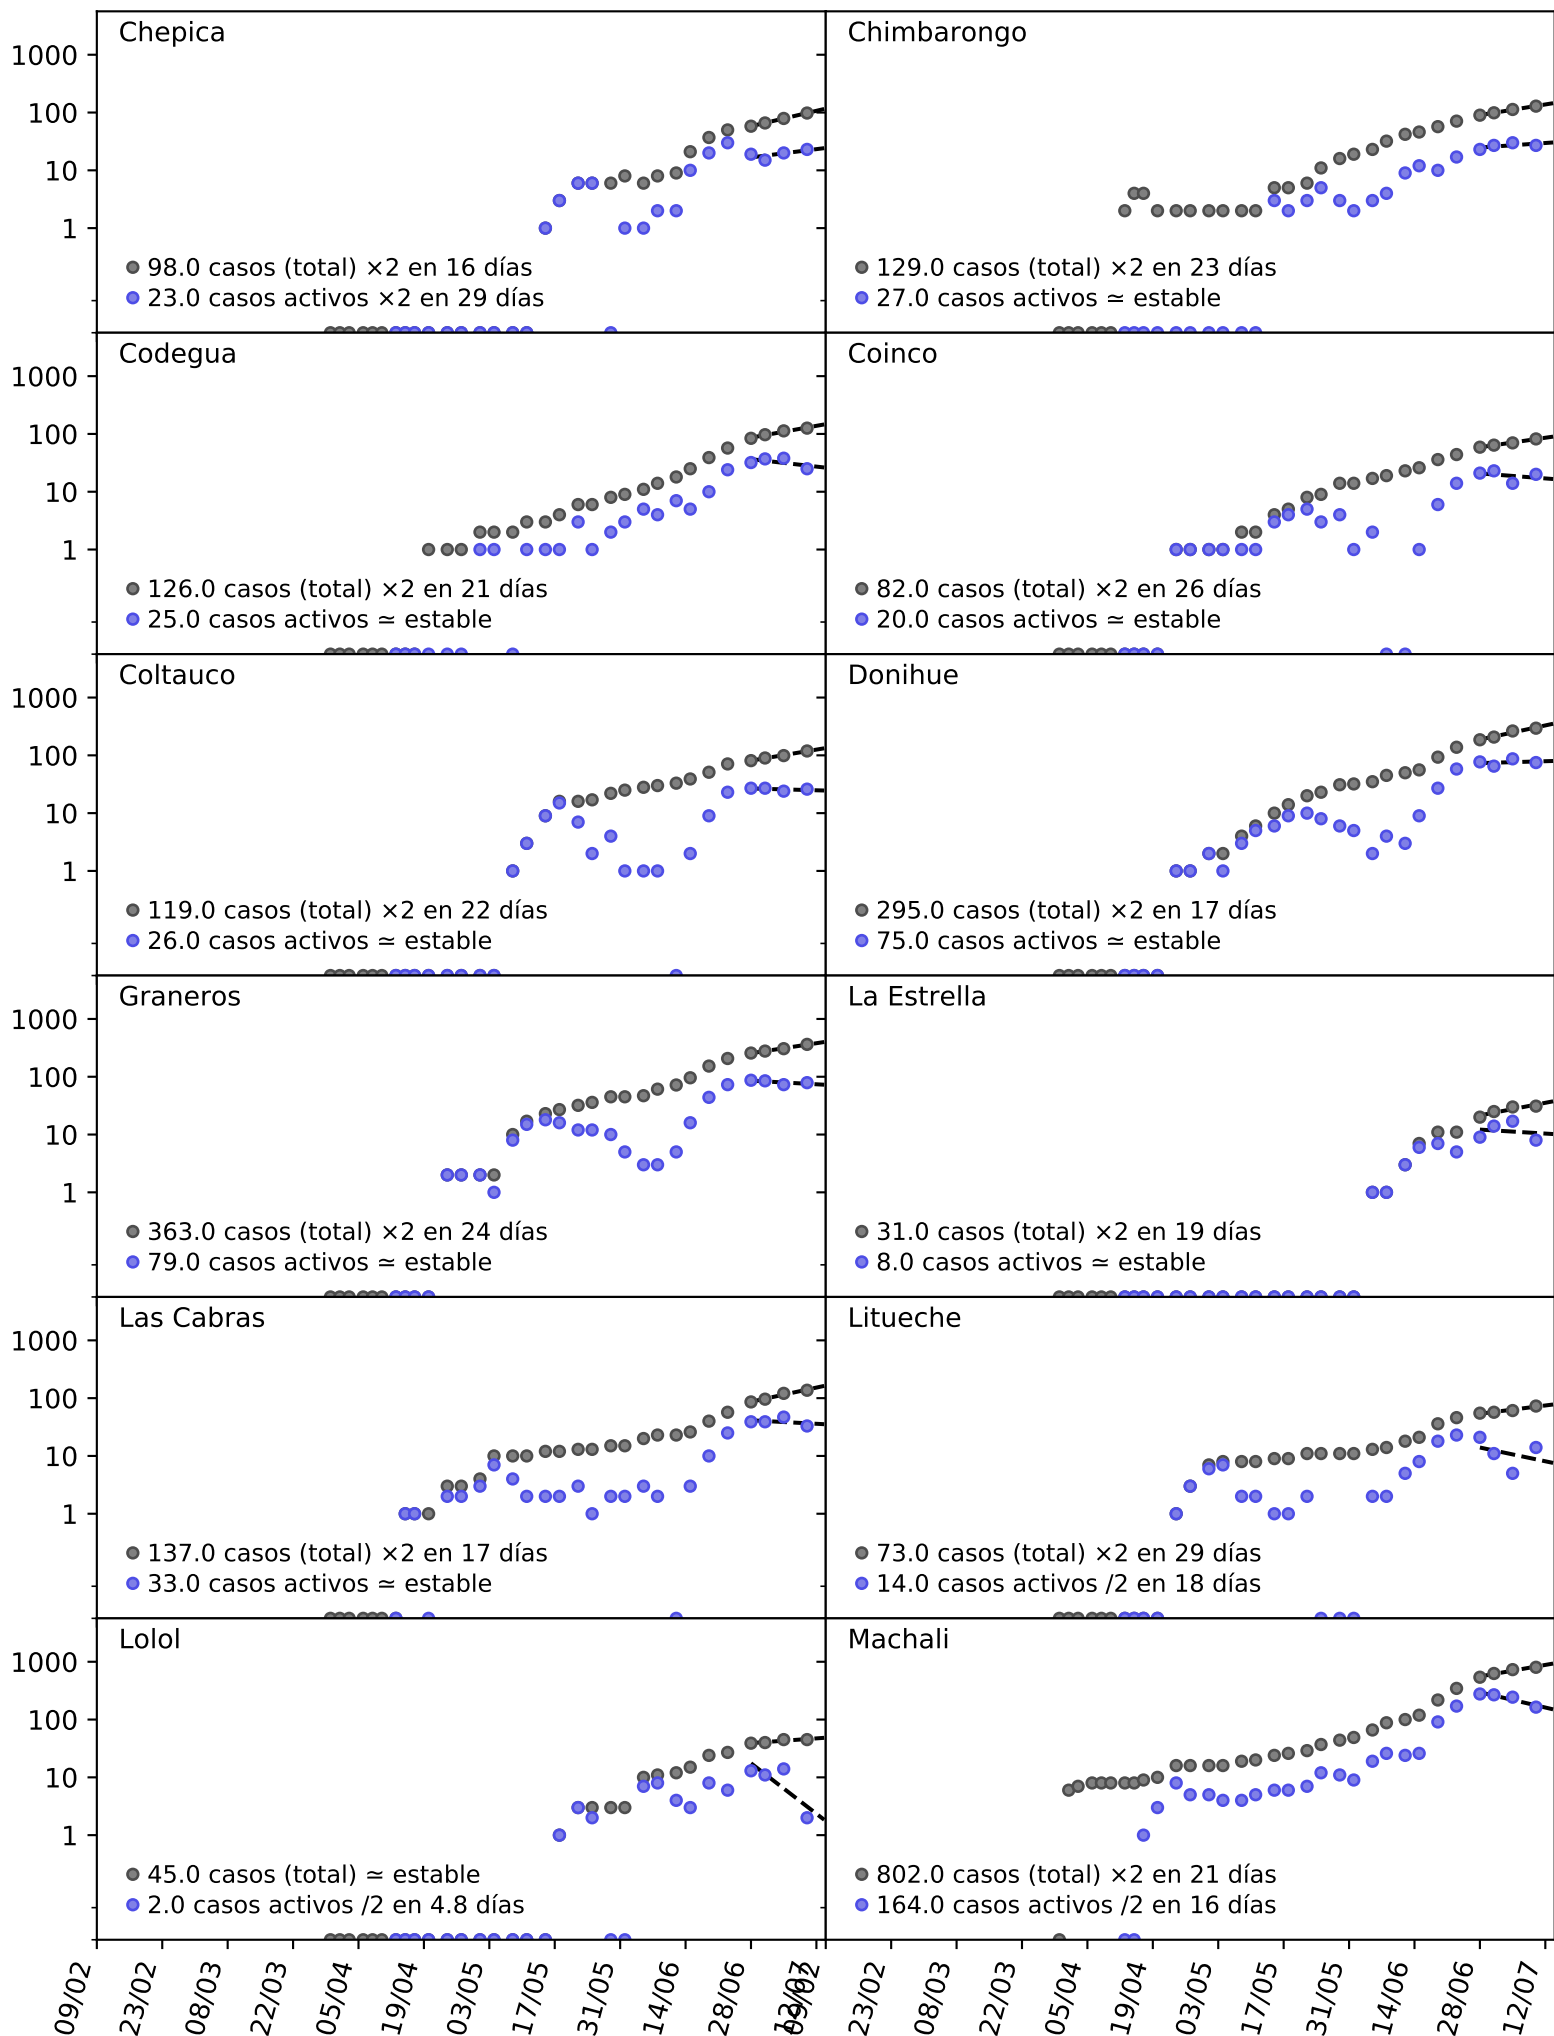 Chepica
Chimbarongo
1000
100
10
1
98.0 casos (total) ×2 en 16 días
23.0 casos activos ×2 en 29 días
129.0 casos (total) ×2 en 23 días
27.0 casos activos ≃ estable
Codegua
Coinco
1000
100
10
1
126.0 casos (total) ×2 en 21 días
25.0 casos activos ≃ estable
82.0 casos (total) ×2 en 26 días
20.0 casos activos ≃ estable
Coltauco
Donihue
1000
100
10
1
119.0 casos (total) ×2 en 22 días
26.0 casos activos ≃ estable
295.0 casos (total) ×2 en 17 días
75.0 casos activos ≃ estable
Graneros
La Estrella
1000
100
10
1
363.0 casos (total) ×2 en 24 días
79.0 casos activos ≃ estable
31.0 casos (total) ×2 en 19 días
8.0 casos activos ≃ estable
Las Cabras
Litueche
1000
100
10
1
137.0 casos (total) ×2 en 17 días
33.0 casos activos ≃ estable
73.0 casos (total) ×2 en 29 días
14.0 casos activos /2 en 18 días
Lolol
Machali
1000
100
10
1
45.0 casos (total) ≃ estable
2.0 casos activos /2 en 4.8 días
802.0 casos (total) ×2 en 21 días
164.0 casos activos /2 en 16 días
09/02
23/02
08/03
22/03
05/04
19/04
03/05
17/05
31/05
14/06
28/06
12/07
09/02
23/02
08/03
22/03
05/04
19/04
03/05
17/05
31/05
14/06
28/06
12/07